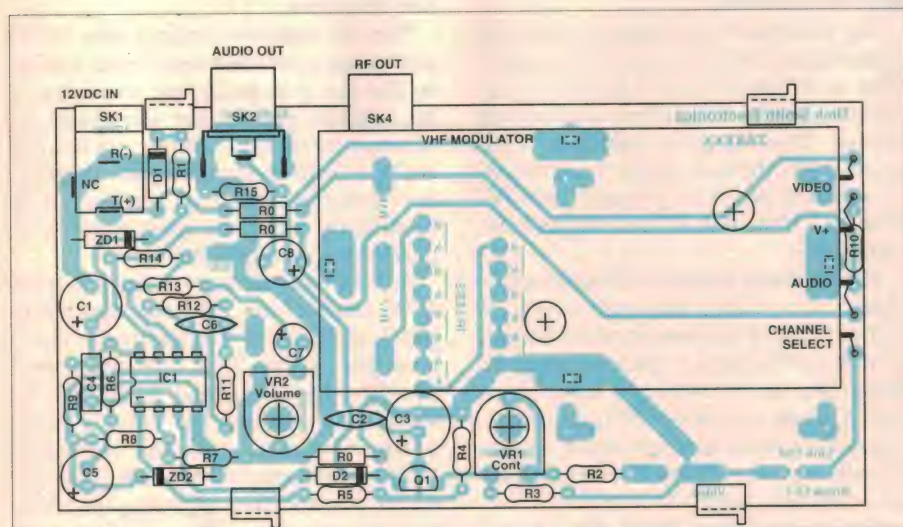 AUDIO OUT
RF OUT
12VDC IN
SK1
SK2
SK4
VHF MODULATOR
R(-)
NC
T(+)
D1
R1
VIDEO
R15
R0
R0
V+
ZD1
R14
C8
R10
R13
AUDIO
C1
R12
C6
CHANNEL
SELECT
C7
R9
C4
R6
IC1
1
R11
VR2
Volume
R8
C2
C3
R4
VR1
Cont
C5
R7
R0
ZD2
D2
Q1
R2
R5
R3